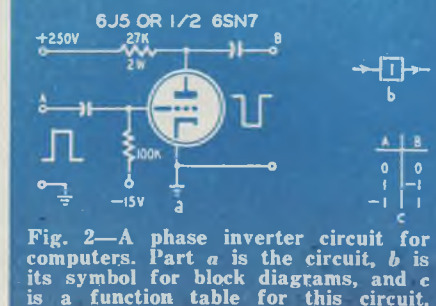 6J5 OR 1/2 6SN7
+250V
27K
2W
B
A
100K
-15V
a
I
b
A B
0 0
1 -1
-1 1
c
Fig. 2—A phase inverter circuit for
computers. Part a is the circuit, b is
its symbol for block diagrams, and c
is a function table for this circuit.